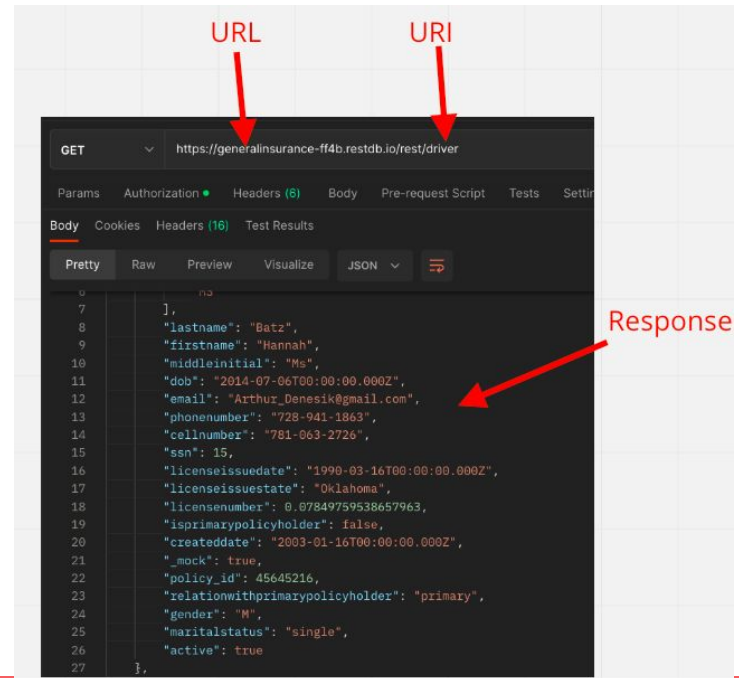 URL URI
GET https://generalinsurance-ff4b.restdb.io/rest/driver
Params Authorization Headers (6) Body Pre-request Script Tests Settin
Body Cookies Headers (16) Test Results
Pretty Raw Preview Visualize JSON
6 "MS"
7 ],
8 "lastname": "Batz",
9 "firstname": "Hannah",
10 "middleinitial": "Ms",
11 "dob": "2014-07-06T00:00:00.000Z",
12 "email": "Arthur_Denesik@gmail.com",
13 "phonenumber": "728-941-1863",
14 "cellnumber": "781-063-2726",
15 "ssn": 15,
16 "licenseissuedate": "1990-03-16T00:00:00.000Z",
17 "licenseissuestate": "Oklahoma",
18 "licensenumber": 0.07849759538657963,
19 "isprimarypolicyholder": false,
20 "createddate": "2003-01-16T00:00:00.000Z",
21 "_mock": true,
22 "policy_id": 45645216,
23 "relationwithprimarypolicyholder": "primary",
24 "gender": "M",
25 "maritalstatus": "single",
26 "active": true
27 },
Response